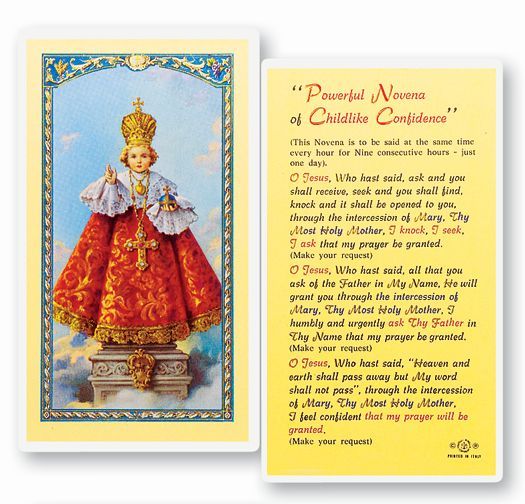 “Powerful Novena
of Childlike Confidence”
(This Novena is to be said at the same time
every hour for Nine consecutive hours - just
one day).
O Jesus, Who hast said, ask and you
shall receive, seek and you shall find,
knock and it shall be opened to you,
through the intercession of Mary, Thy
Most Holy Mother, I knock, I seek,
I ask that my prayer be granted.
(Make your request)
O Jesus, Who hast said, all that you
ask of the Father in My Name, He will
grant you through the intercession of
Mary, Thy Most Holy Mother, I
humbly and urgently ask Thy Father in
Thy Name that my prayer be granted.
(Make your request)
O Jesus, Who hast said, “Heaven and
earth shall pass away but My word
shall not pass”, through the intercession
of Mary, Thy Most Holy Mother,
I feel confident that my prayer will be
granted.
(Make your request)
© ®
PRINTED IN ITALY